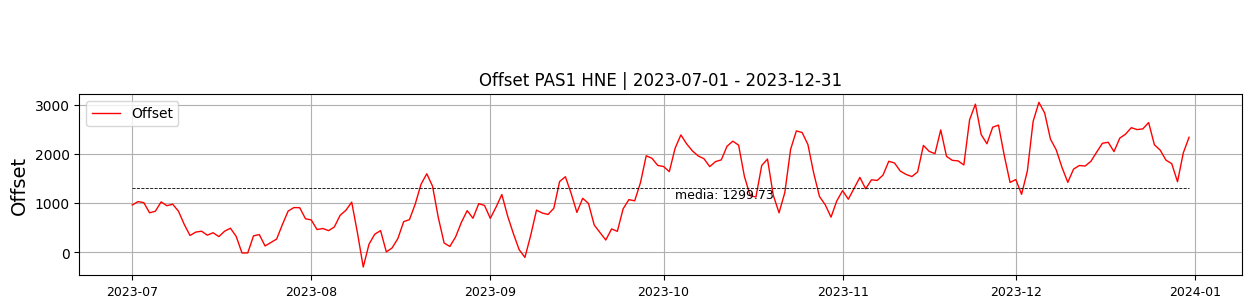 Offset PAS1 HNE | 2023-07-01 - 2023-12-31
Offset
Offset
3000
2000
1000
0
media: 1299.73
2023-07
2023-08
2023-09
2023-10
2023-11
2023-12
2024-01